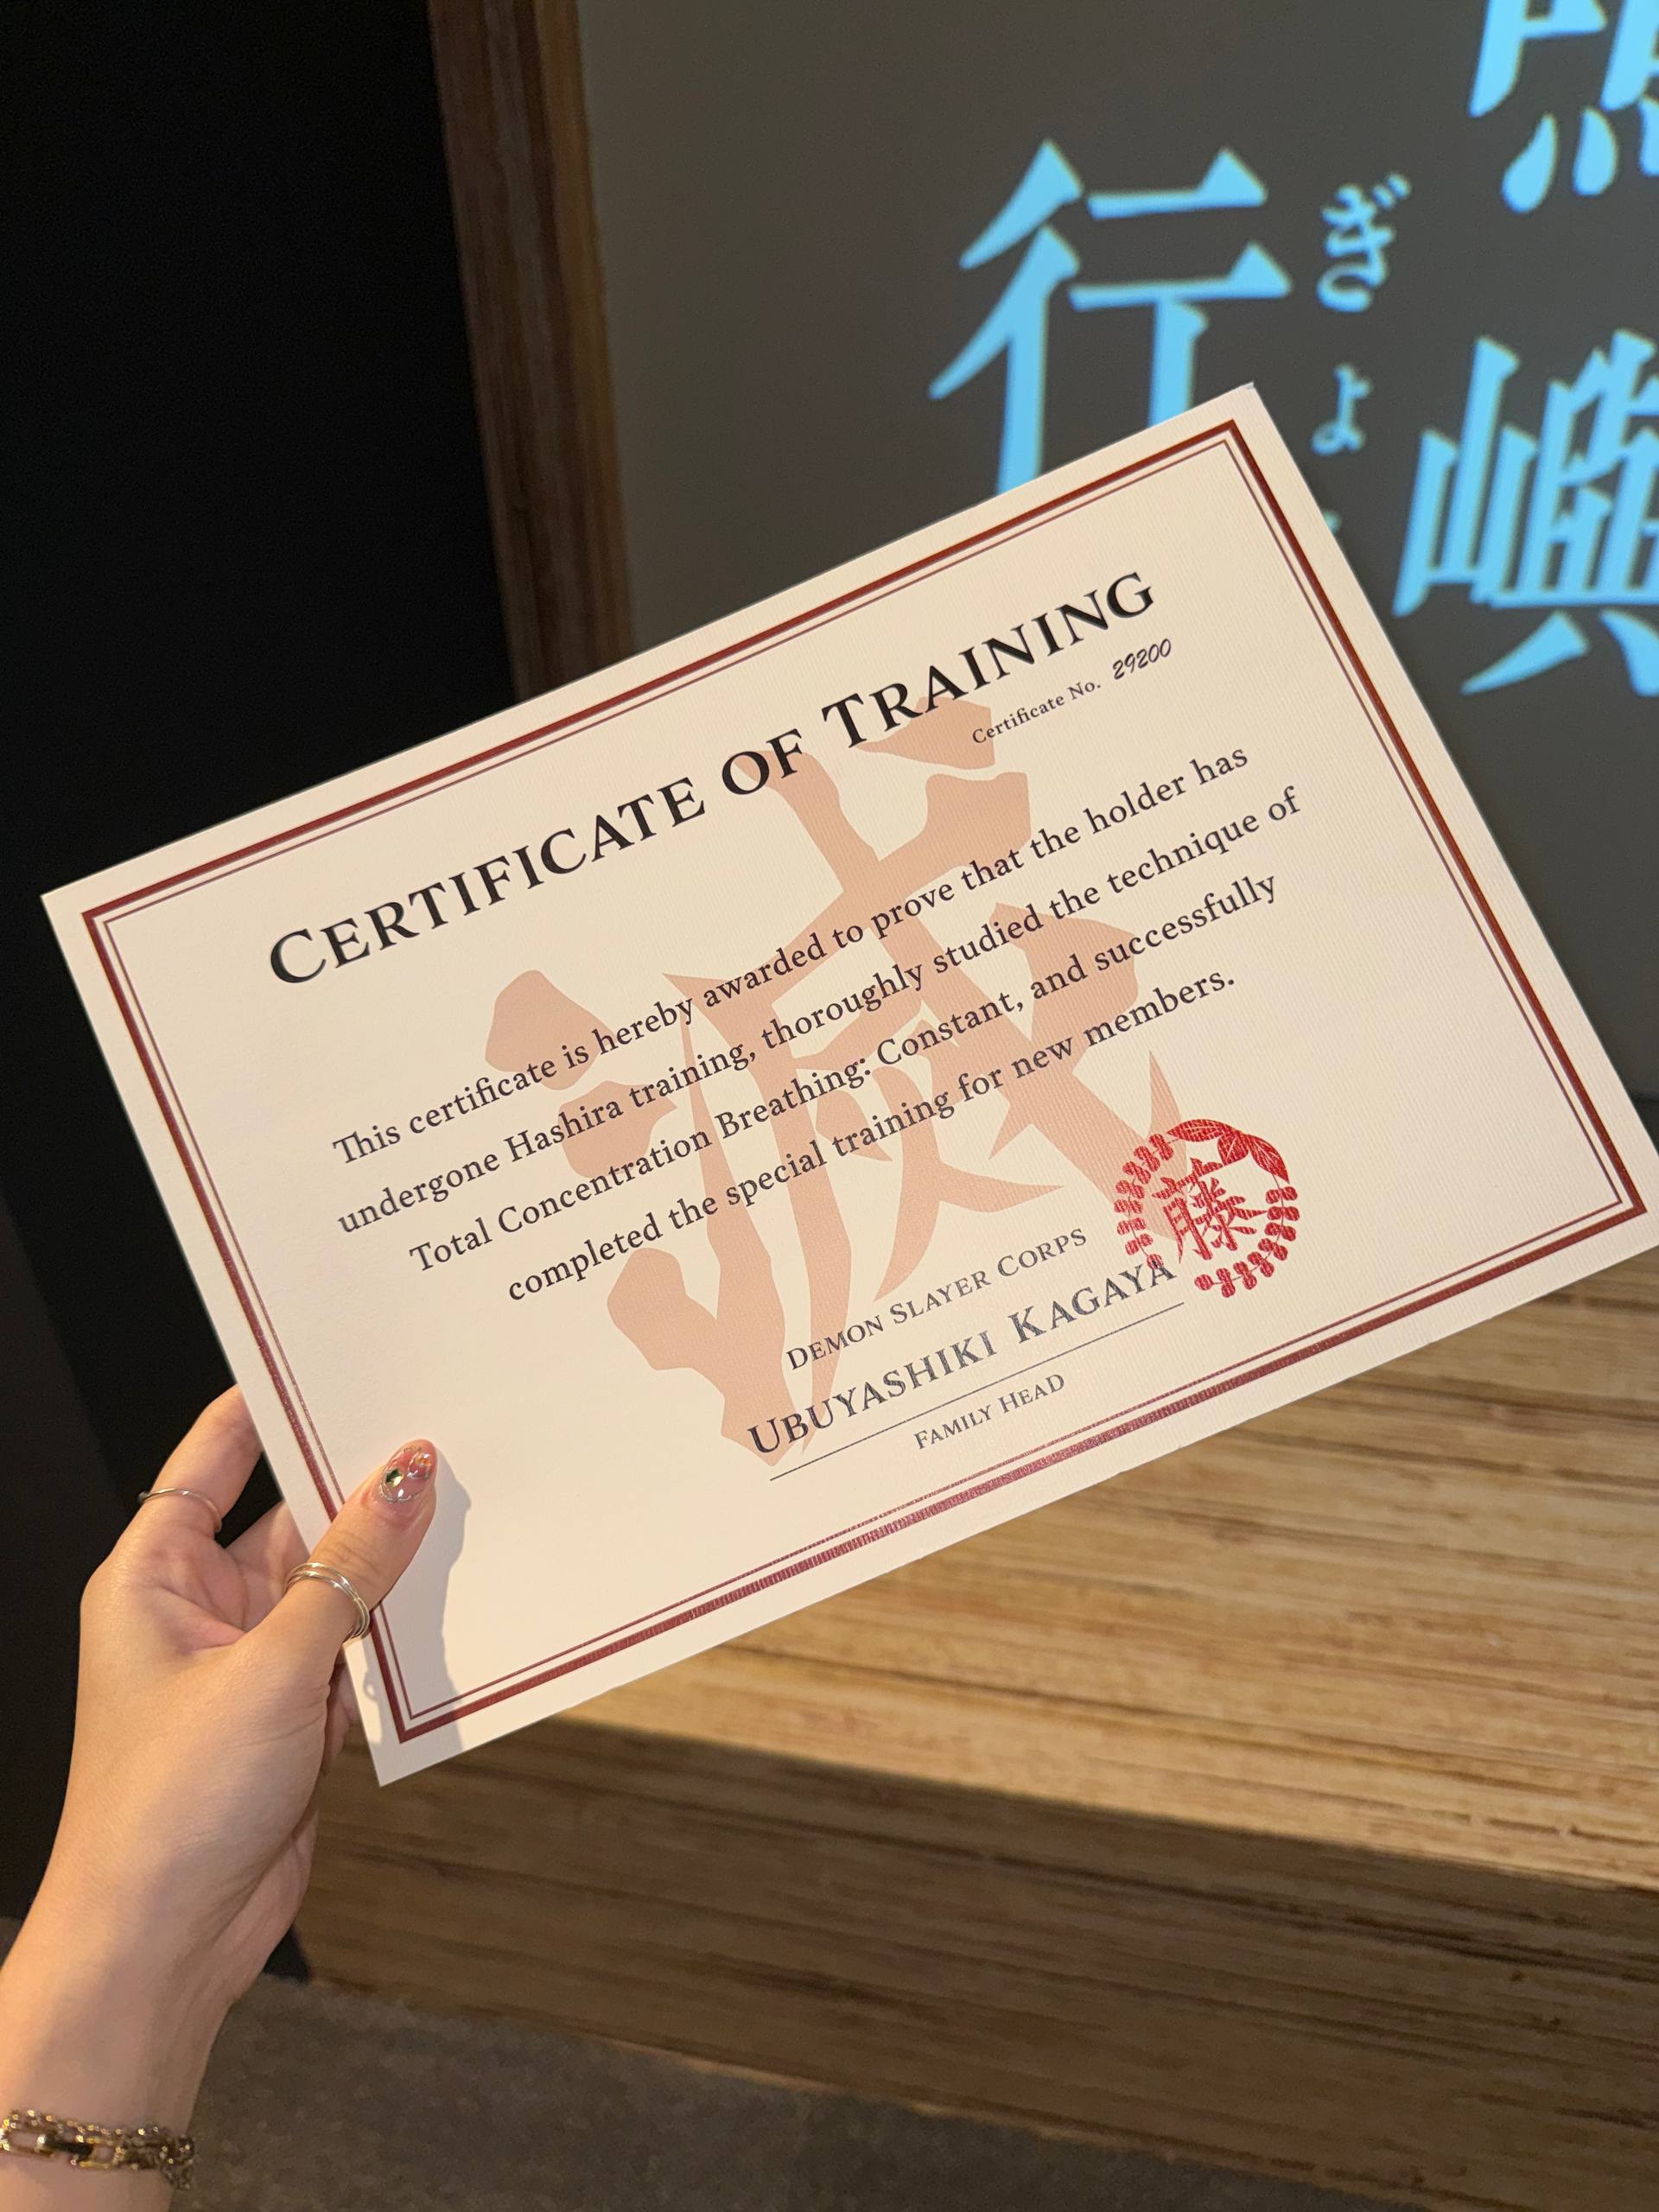 行
ぎょ
嶼
CERTIFICATE OF TRAINING
Certificate No. 29200
This certificate is hereby awarded to prove that the holder has
undergone Hashira training, thoroughly studied the technique of
Total Concentration Breathing: Constant, and successfully
completed the special training for new members.
DEMON SLAYER CORPS
UBUYASHIKI KAGAYA
FAMILY HEAD
藤
滅